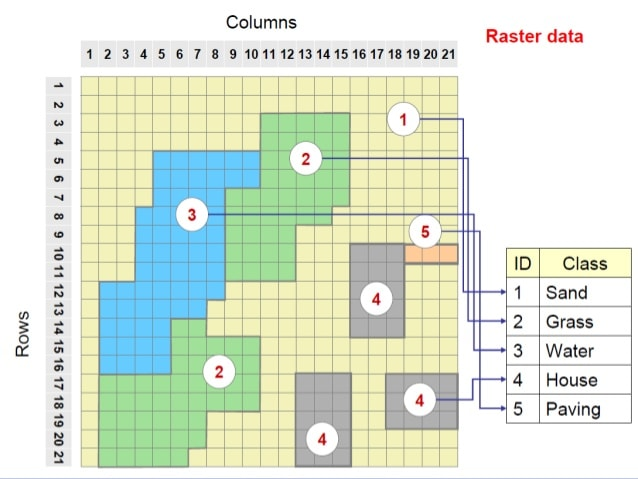 Columns
Raster data
1 2 3 4 5 6 7 8 9 10 11 12 13 14 15 16 17 18 19 20 21
Rows
1
2
3
4
5
6
7
8
9
10
11
12
13
14
15
16
17
18
19
20
21
1
2
3
5
4
2
4
4
ID Class
1 Sand
2 Grass
3 Water
4 House
5 Paving